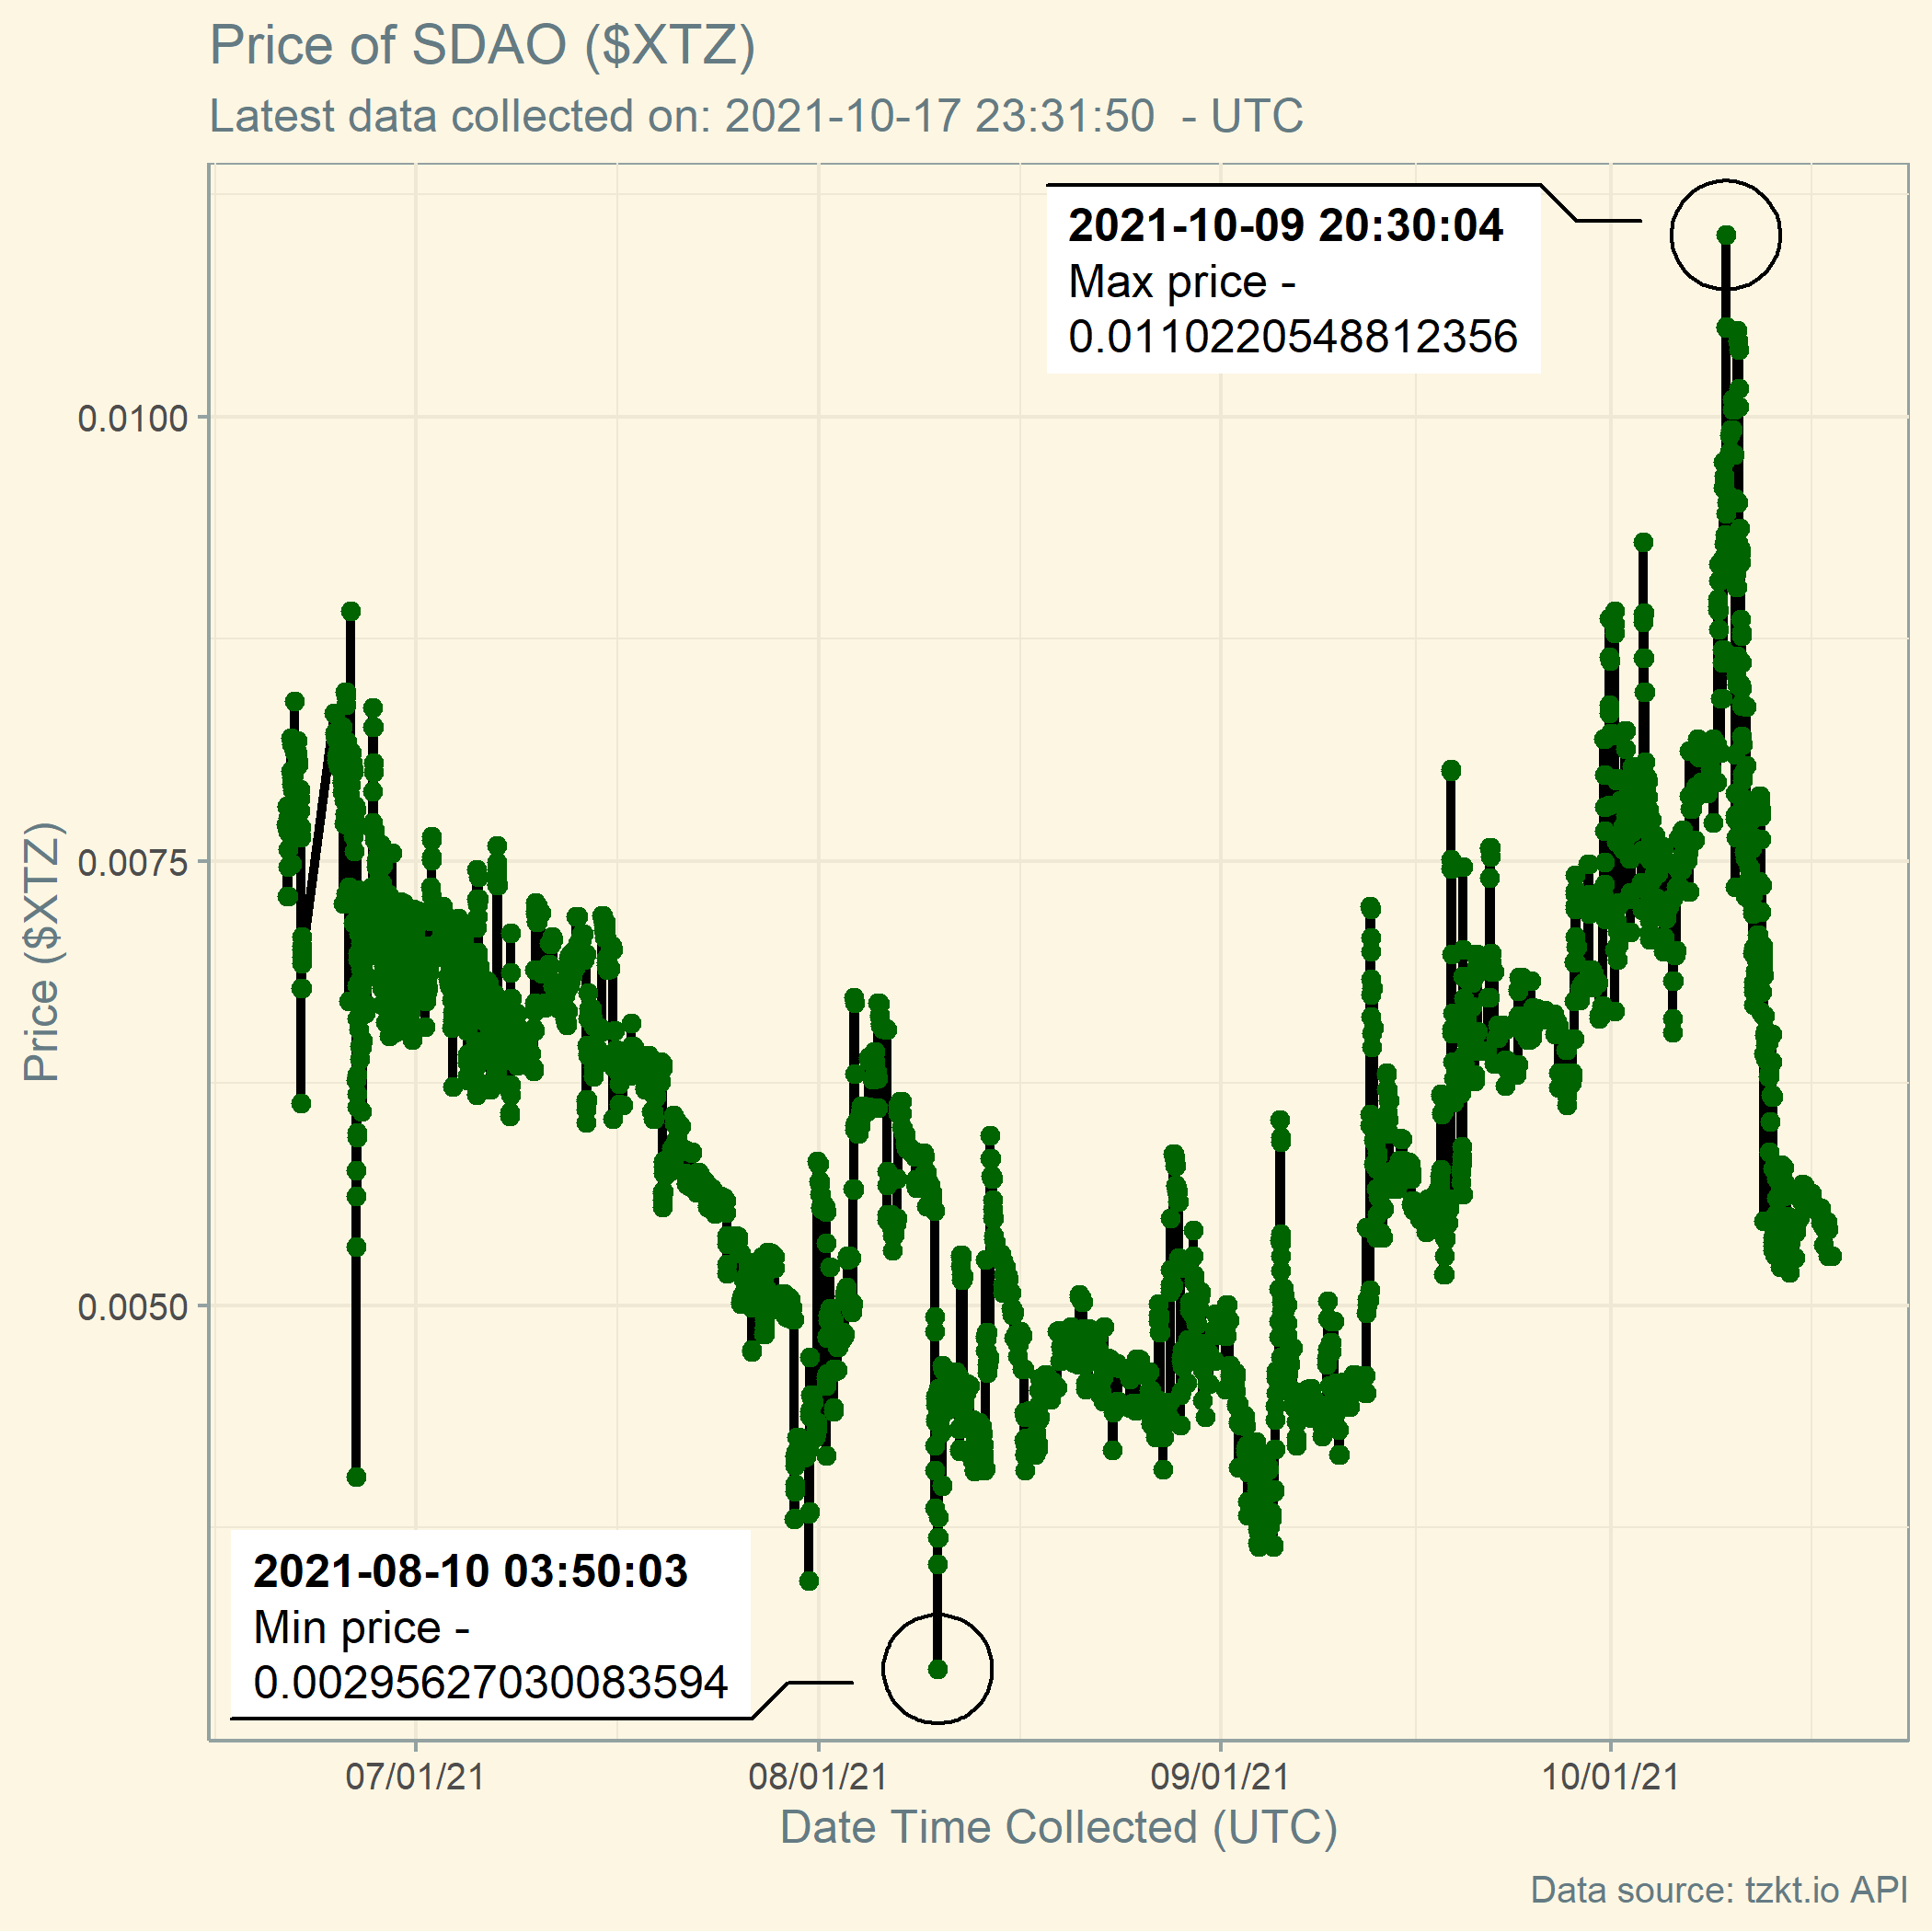 Price of SDAO ($XTZ)
Latest data collected on: 2021-10-17 23:31:50  - UTC
2021-10-09 20:30:04
Max price -
0.0110220548812356
0.0100
0.0075
0.0050
Price ($XTZ)
2021-08-10 03:50:03
Min price -
0.00295627030083594
07/01/21
08/01/21
09/01/21
10/01/21
Date Time Collected (UTC)
Data source: tzkt.io API